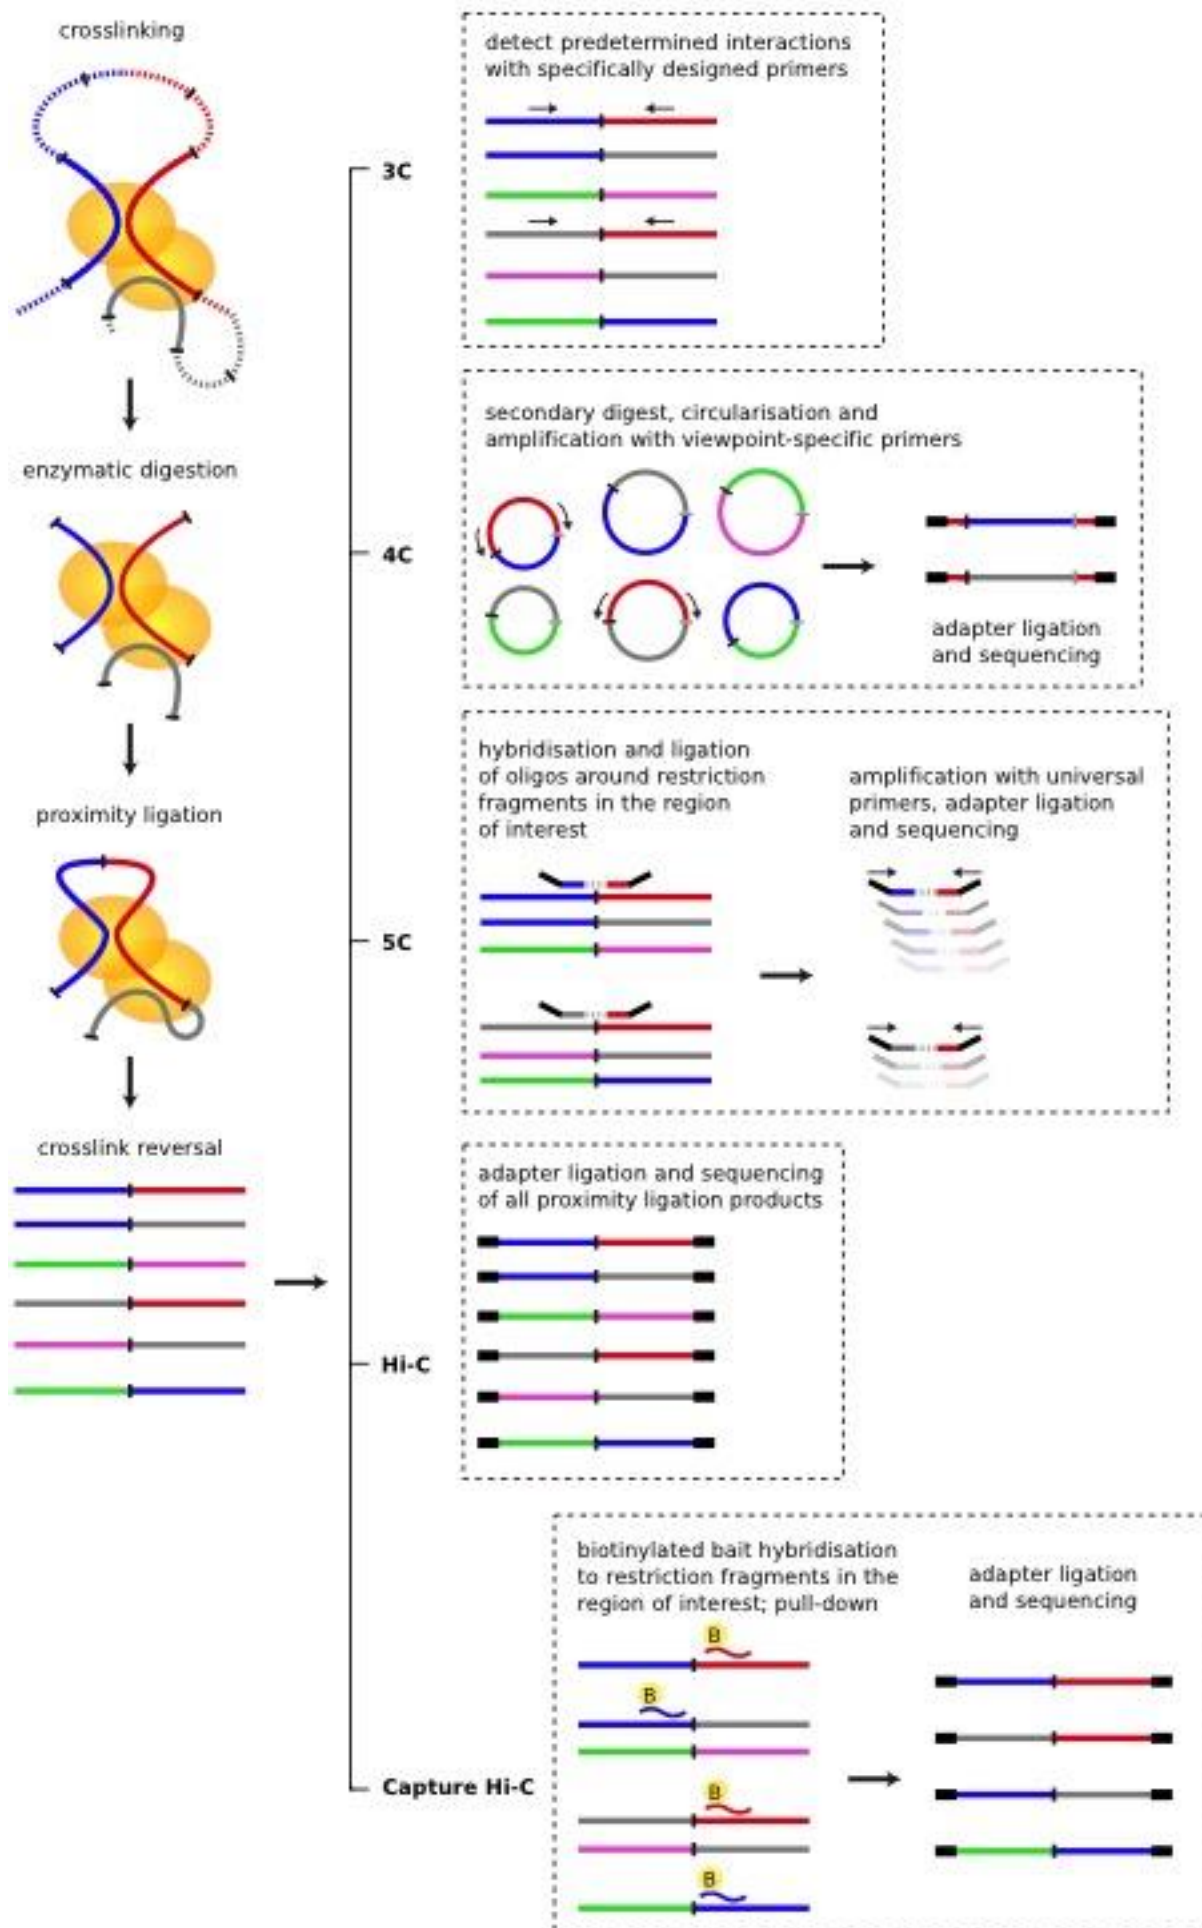 crosslinking
enzymatic digestion
proximity ligation
crosslink reversal
3C
detect predetermined interactions
with specifically designed primers
4C
secondary digest, circularisation and
amplification with viewpoint-specific primers
adapter ligation
and sequencing
5C
hybridisation and ligation
of oligos around restriction
fragments in the region
of interest
amplification with universal
primers, adapter ligation
and sequencing
Hi-C
adapter ligation and sequencing
of all proximity ligation products
Capture Hi-C
biotinylated bait hybridisation
to restriction fragments in the
region of interest; pull-down
B
B
B
B
adapter ligation
and sequencing